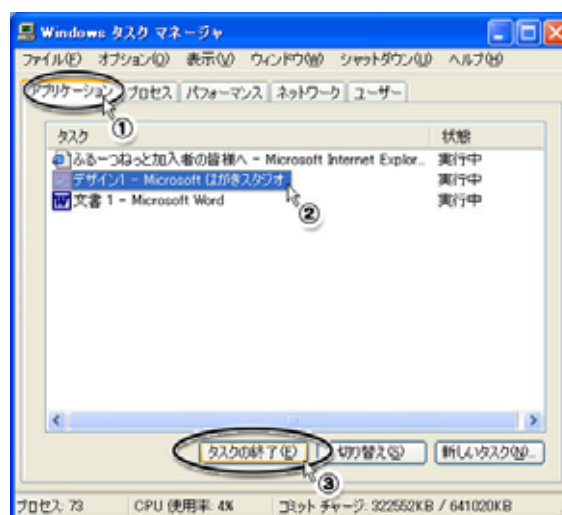 Windows タスク マネージャ
ファイル(F) オプション(O) 表示(V) ウィンドウ(W) シャットダウン(U) ヘルプ(H)
アプリケーション プロセス パフォーマンス ネットワーク ユーザー
①
タスク 状態
ふる～つねっと加入者の皆様へ - Microsoft Internet Explor... 実行中
デザイン1 - Microsoft はがきスタジオ 実行中
②
文書 1 - Microsoft Word 実行中
タスクの終了(E) 切り替え(S) 新しいタスク(N)...
③
プロセス: 73 CPU 使用率: 4% コミット チャージ: 322552KB / 641020KB